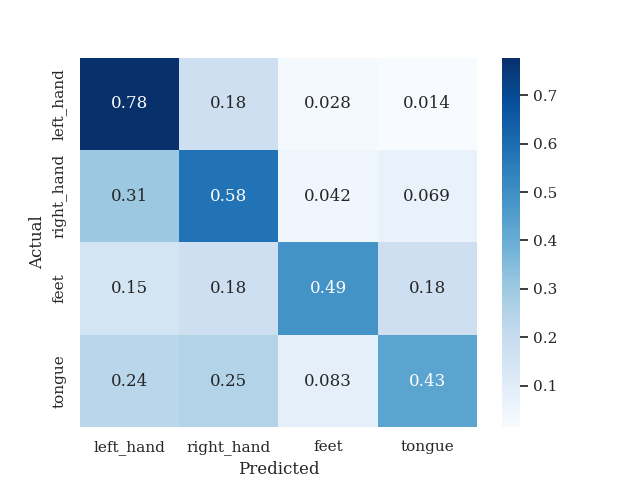 left_hand 0.78 0.18 0.028 0.014
right_hand 0.31 0.58 0.042 0.069
feet 0.15 0.18 0.49 0.18
tongue 0.24 0.25 0.083 0.43
left_hand right_hand feet tongue
Predicted
Actual
0.7
0.6
0.5
0.4
0.3
0.2
0.1